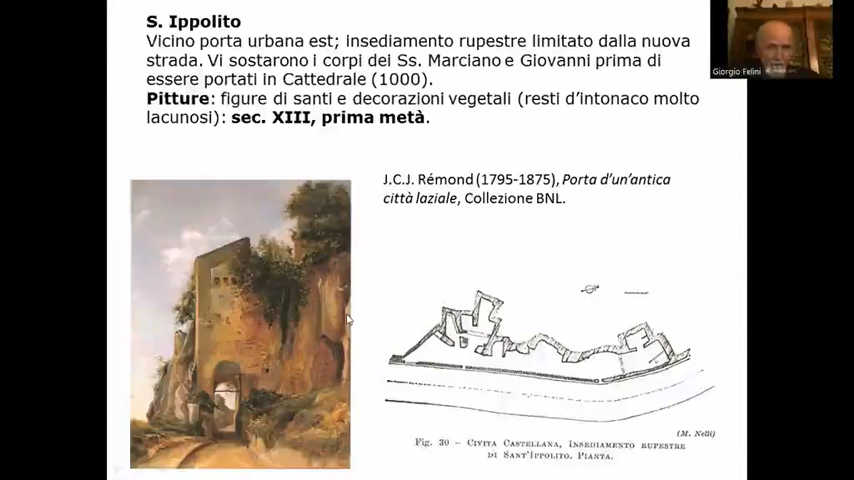 S. Ippolito
Vicino porta urbana est; insediamento rupestre limitato dalla nuova
strada. Vi sostarono i corpi dei Ss. Marciano e Giovanni prima di
essere portati in Cattedrale (1000).
Pitture: figure di santi e decorazioni vegetali (resti d’intonaco molto
lacunosi): sec. XIII, prima metà.
J.C.J. Rémond (1795-1875), Porta d’un’antica
città laziale, Collezione BNL.
(M. Nelli)
Fig. 30 – Civita Castellana, Insediamento rupestre
di Sant’Ippolito. Pianta.
Giorgio Felini